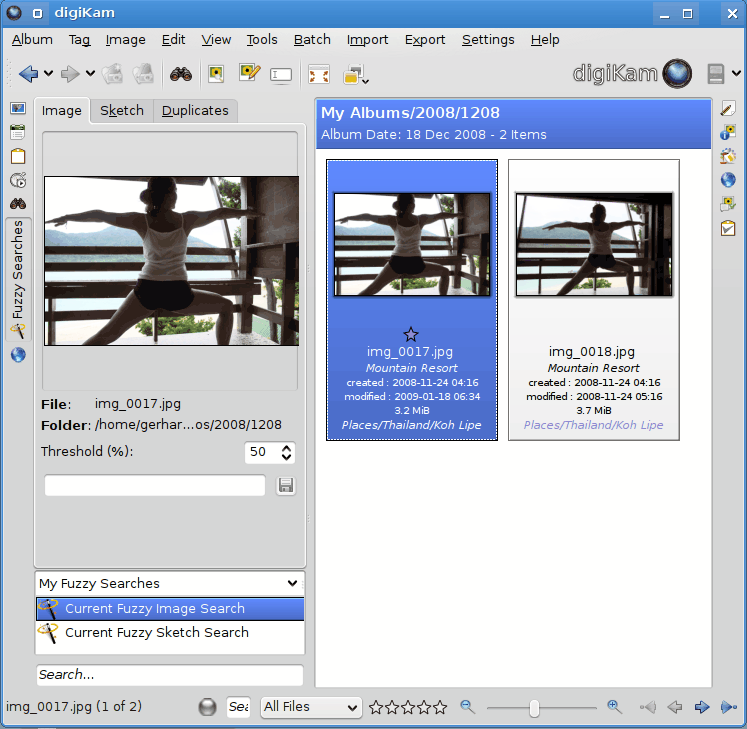 digiKam
Album Tag Image Edit View Tools Batch Import Export Settings Help
digiKam
Image Sketch Duplicates
My Albums/2008/1208
Album Date: 18 Dec 2008 - 2 Items
Fuzzy Searches
img_0017.jpg
Mountain Resort
created : 2008-11-24 04:16
modified : 2009-01-18 06:34
3.2 MiB
Places/Thailand/Koh Lipe
img_0018.jpg
Mountain Resort
created : 2008-11-24 04:16
modified : 2008-11-24 05:16
3.7 MiB
Places/Thailand/Koh Lipe
File: img_0017.jpg
Folder: /home/gerhar...os/2008/1208
Threshold (%): 50
My Fuzzy Searches
Current Fuzzy Image Search
Current Fuzzy Sketch Search
Search...
img_0017.jpg (1 of 2) Sea All Files